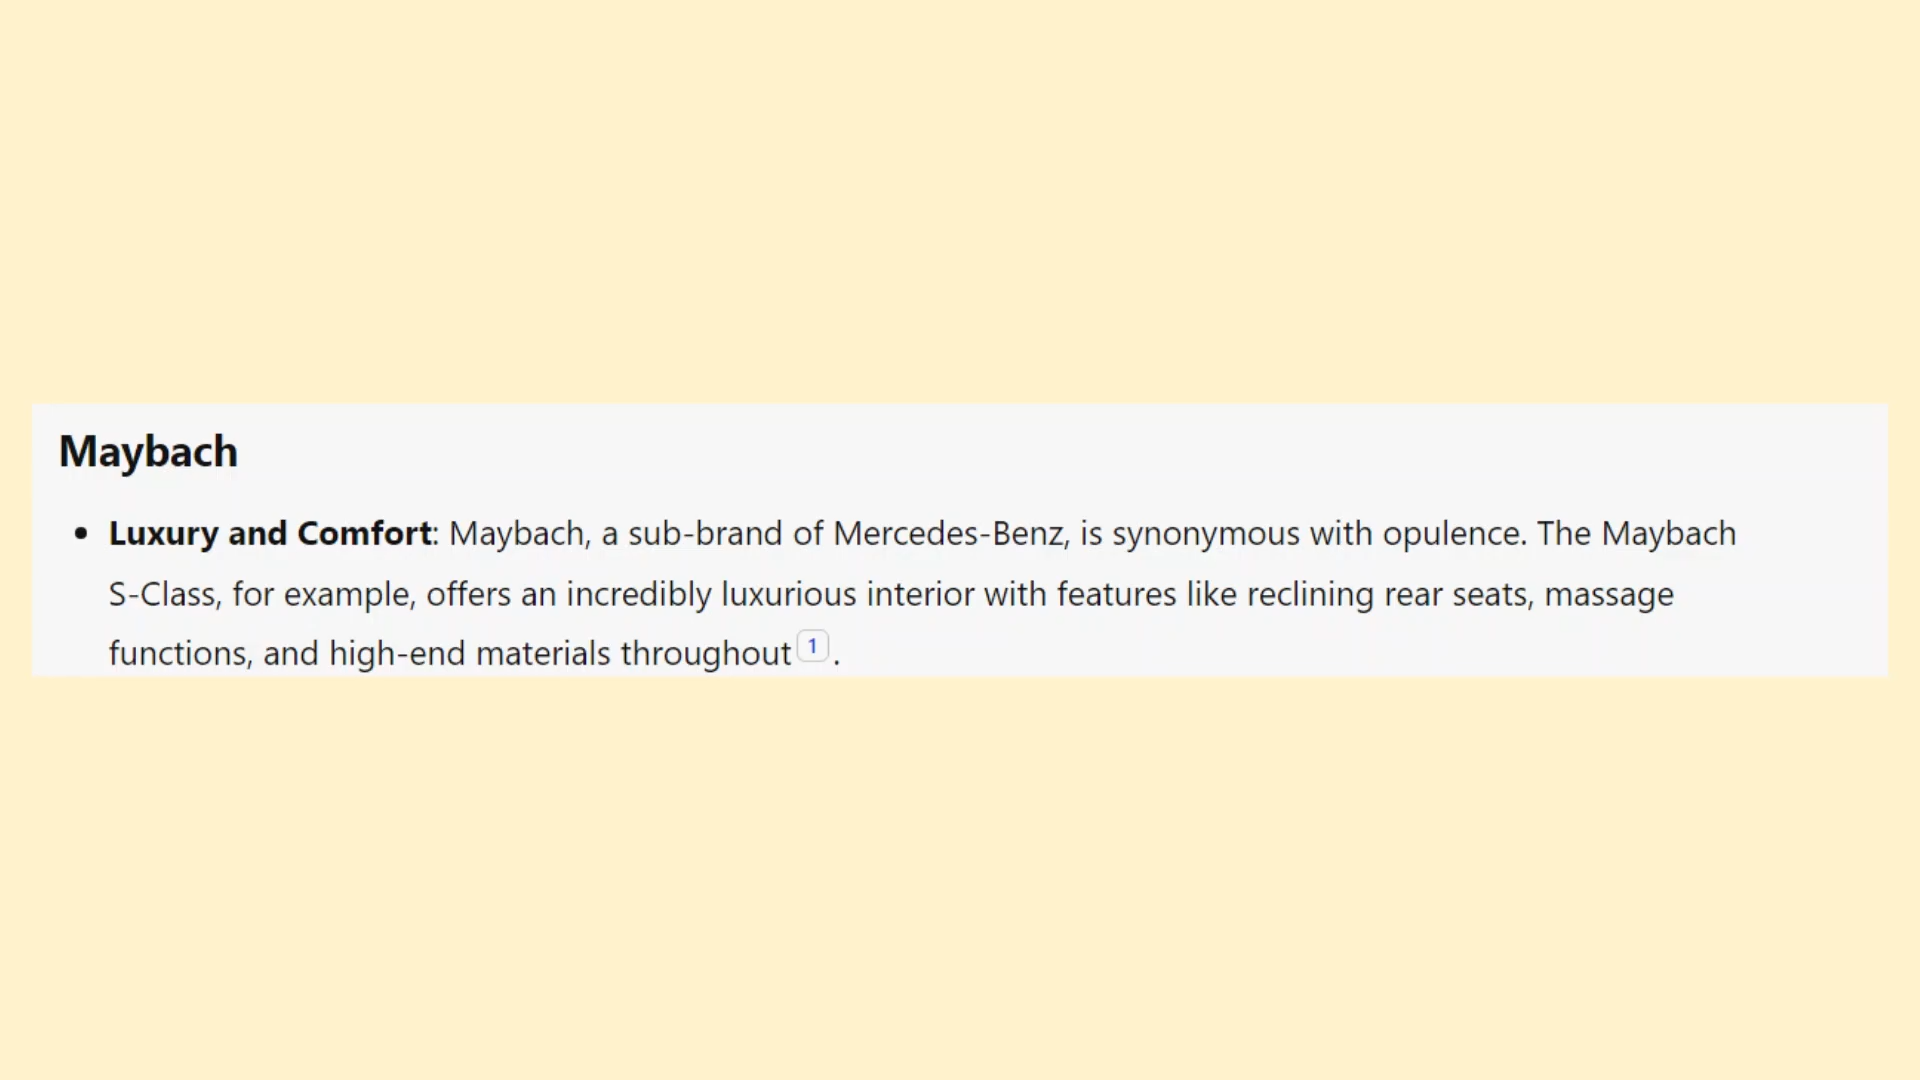 Maybach
• Luxury and Comfort: Maybach, a sub-brand of Mercedes-Benz, is synonymous with opulence. The Maybach
S-Class, for example, offers an incredibly luxurious interior with features like reclining rear seats, massage
functions, and high-end materials throughout 1 .